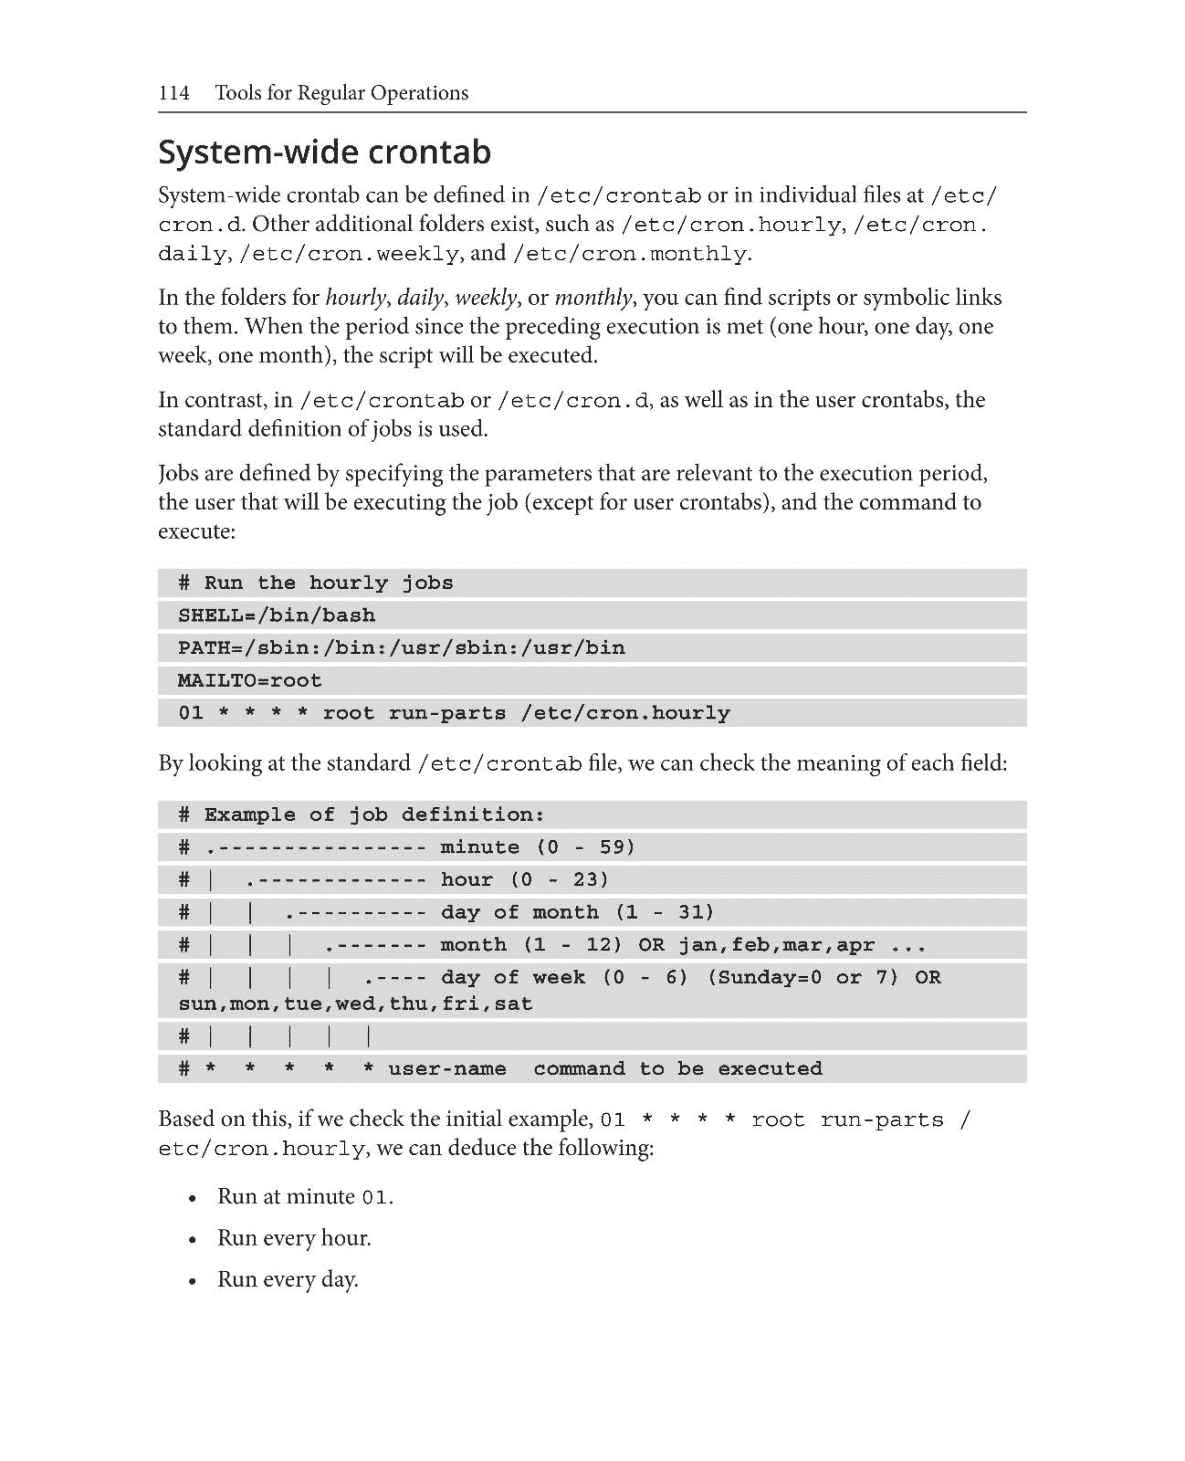 114 Tools for Regular Operations
System-wide crontab
System-wide crontab can be defined in /etc/crontab or in individual files at /etc/
cron.d. Other additional folders exist, such as /etc/cron.hourly, /etc/cron.
daily, /etc/cron.weekly, and /etc/cron.monthly.
In the folders for hourly, daily, weekly, or monthly, you can find scripts or symbolic links
to them. When the period since the preceding execution is met (one hour, one day, one
week, one month), the script will be executed.
In contrast, in /etc/crontab or /etc/cron.d, as well as in the user crontabs, the
standard definition of jobs is used.
Jobs are defined by specifying the parameters that are relevant to the execution period,
the user that will be executing the job (except for user crontabs), and the command to
execute:
# Run the hourly jobs
SHELL=/bin/bash
PATH=/sbin:/bin:/usr/sbin:/usr/bin
MAILTO=root
01 * * * * root run-parts /etc/cron.hourly
By looking at the standard /etc/crontab file, we can check the meaning of each field:
# Example of job definition:
# .---------------- minute (0 - 59)
# |  .------------- hour (0 - 23)
# |  |  .---------- day of month (1 - 31)
# |  |  |  .------- month (1 - 12) OR jan,feb,mar,apr ...
# |  |  |  |  .---- day of week (0 - 6) (Sunday=0 or 7) OR
sun,mon,tue,wed,thu,fri,sat
# |  |  |  |  |
# *  *  *  *  * user-name  command to be executed
Based on this, if we check the initial example, 01 * * * * root run-parts /
etc/cron.hourly, we can deduce the following:
• Run at minute 01.
• Run every hour.
• Run every day.